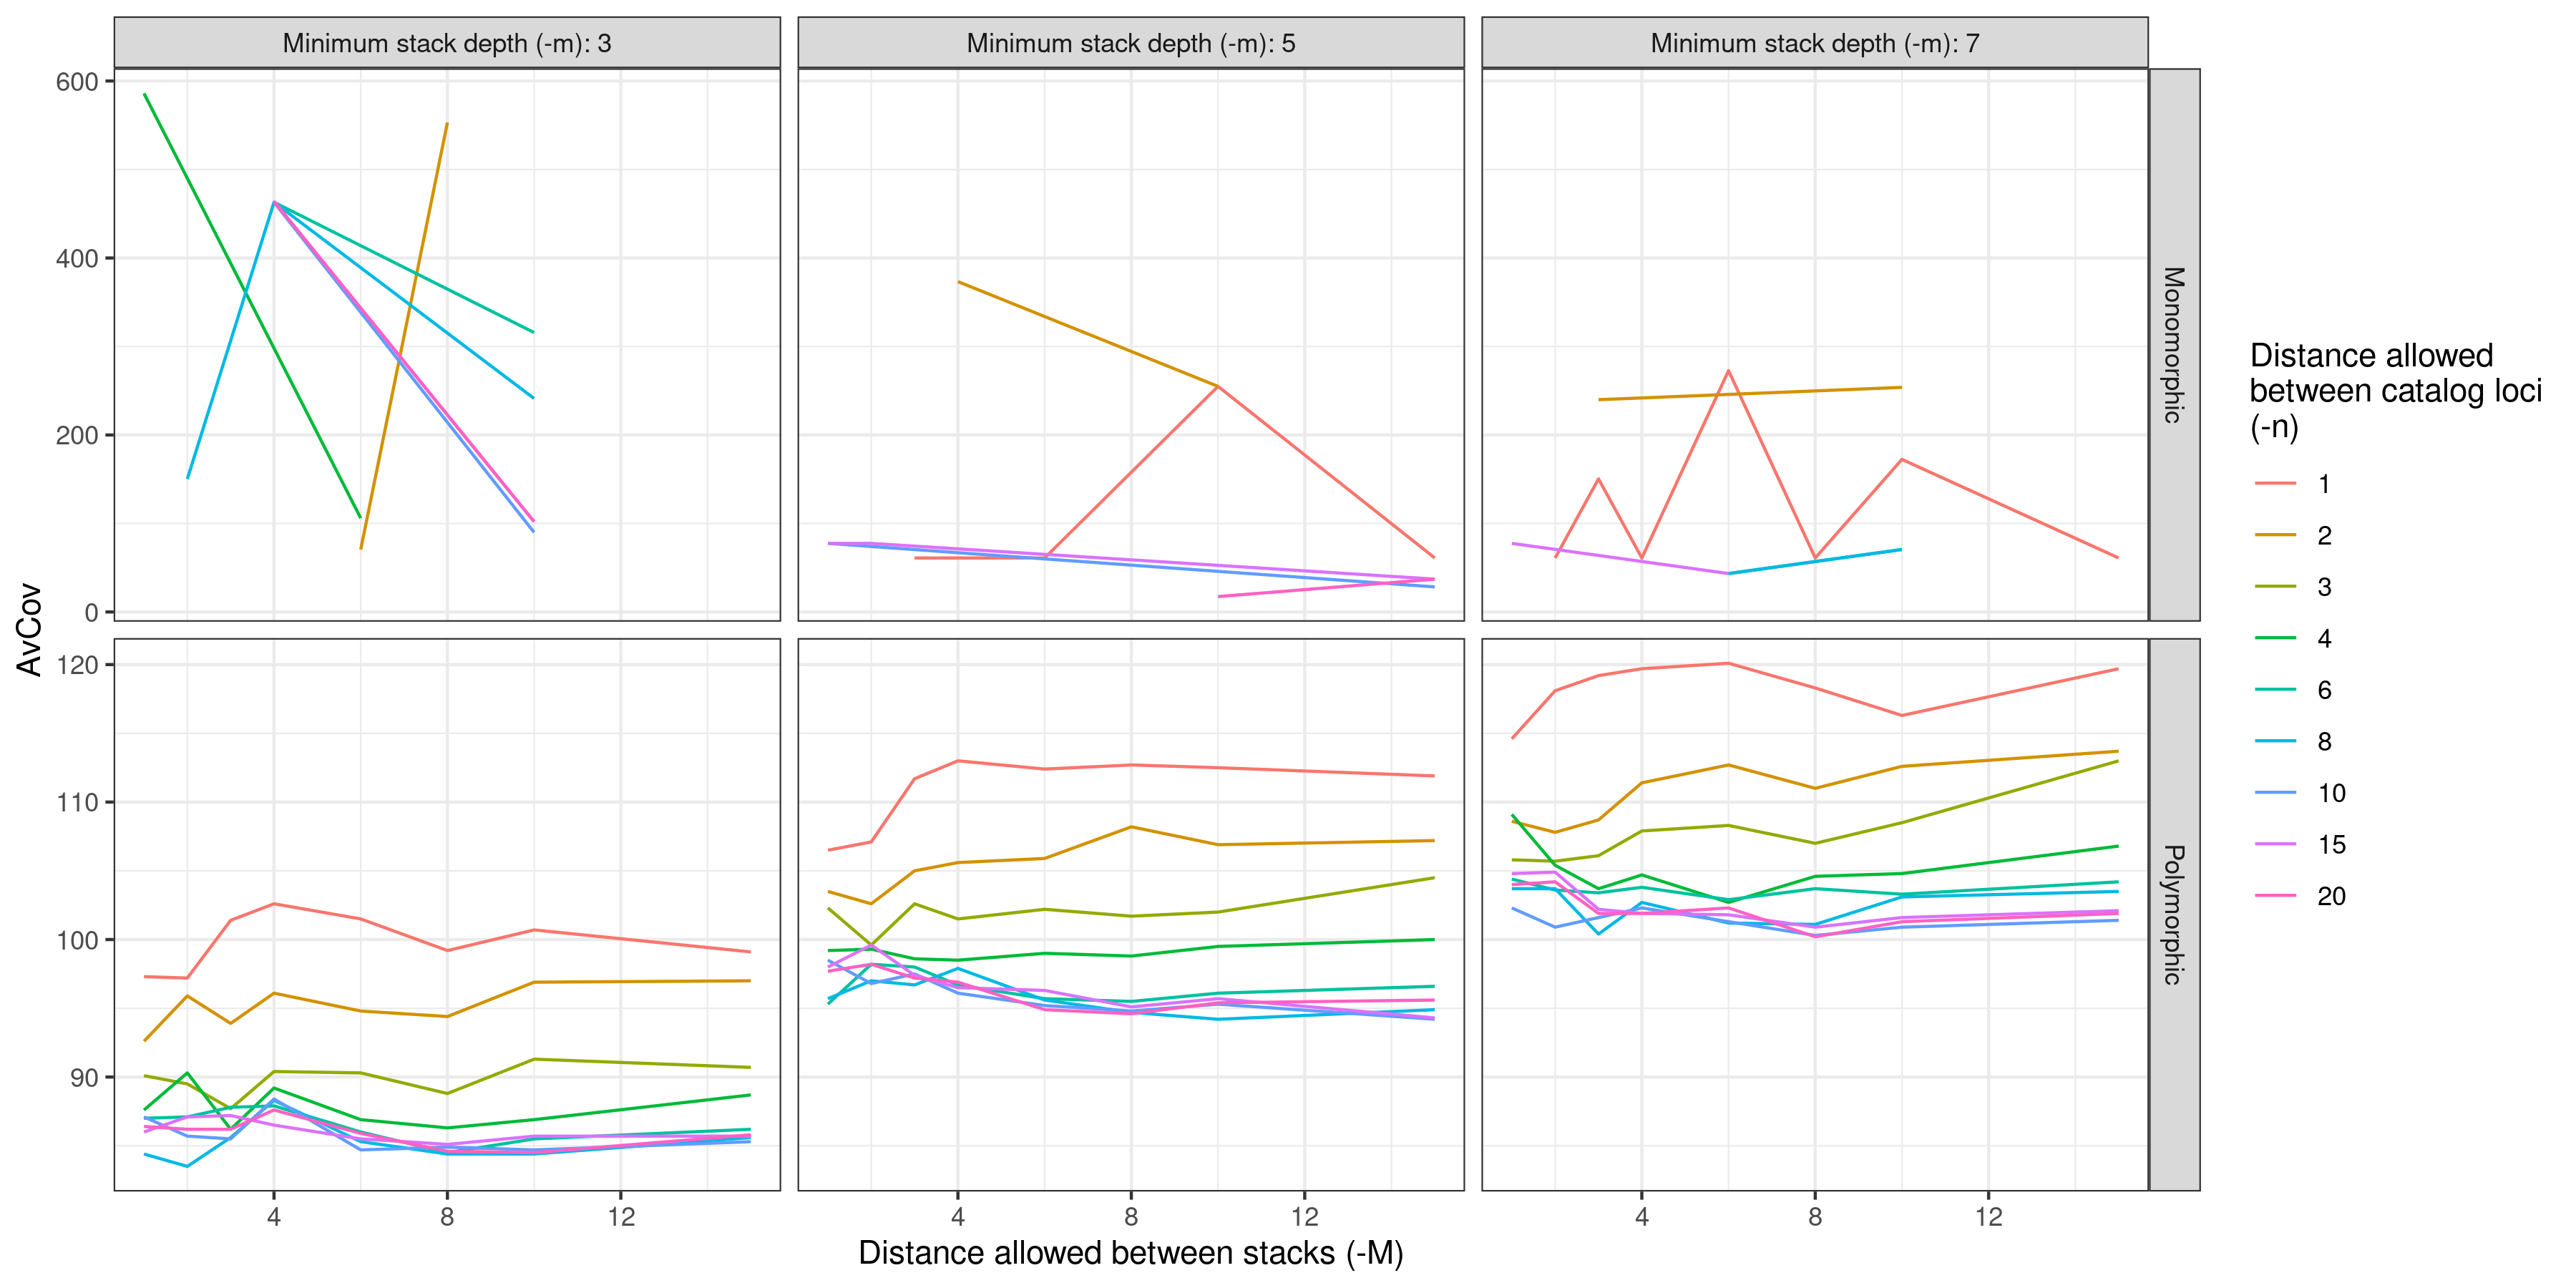 Minimum stack depth (-m): 3
Minimum stack depth (-m): 5
Minimum stack depth (-m): 7
600
400
200
0
Monomorphic
120
110
100
90
Polymorphic
AvCov
4
8
12
4
8
12
4
8
12
Distance allowed between stacks (-M)
Distance allowed
between catalog loci
(-n)
1
2
3
4
6
8
10
15
20